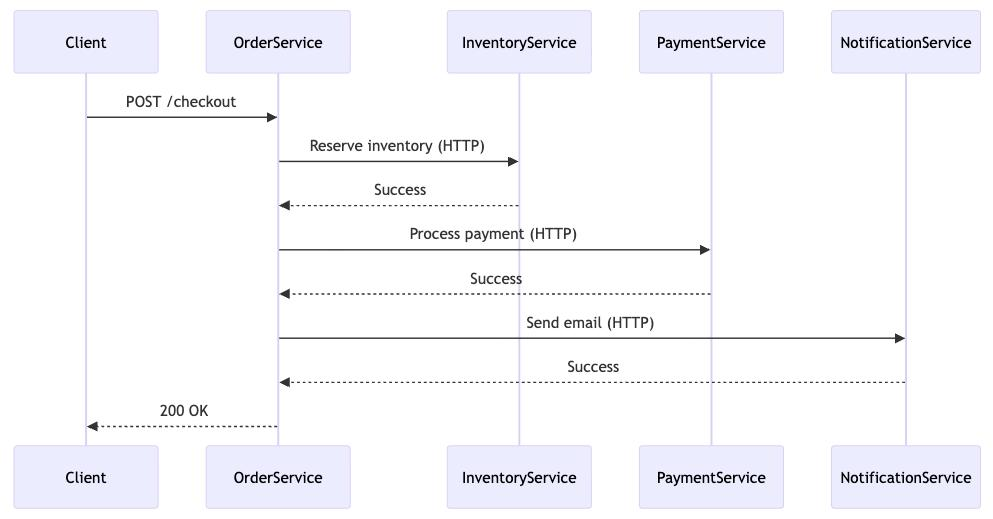 Client
OrderService
InventoryService
PaymentService
NotificationService
POST /checkout
Reserve inventory (HTTP)
Success
Process payment (HTTP)
Success
Send email (HTTP)
Success
200 OK
Client
OrderService
InventoryService
PaymentService
NotificationService